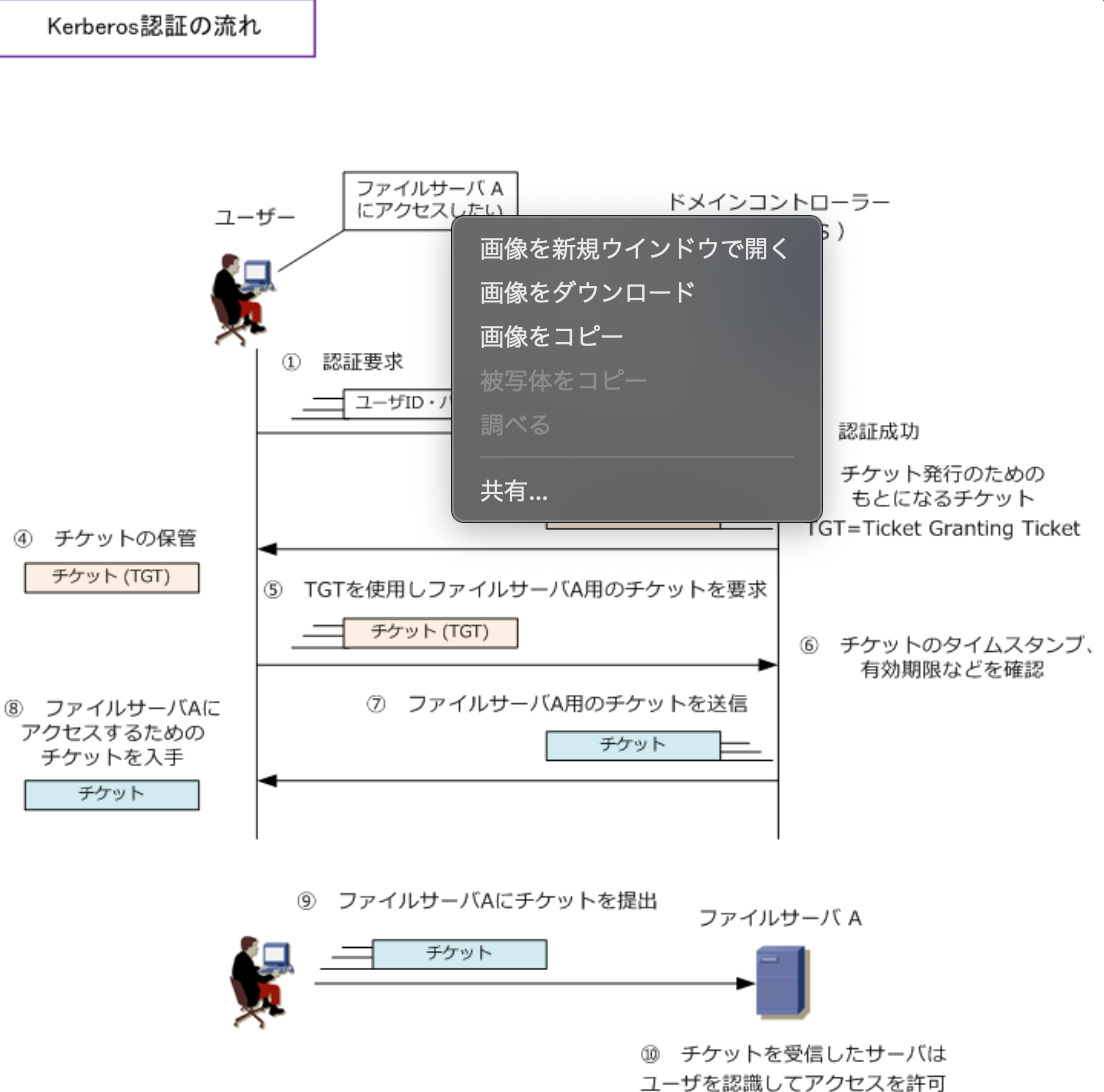 Kerberos認証の流れ
ファイルサーバ A
にアクセスしたい
ユーザー
ドメインコントローラー
S )
画像を新規ウインドウで開く
画像をダウンロード
画像をコピー
被写体をコピー
調べる
共有...
① 認証要求
ユーザID・パ
認証成功
チケット発行のための
もとになるチケット
TGT=Ticket Granting Ticket
④ チケットの保管
チケット (TGT)
⑤ TGTを使用しファイルサーバA用のチケットを要求
チケット (TGT)
⑥ チケットのタイムスタンプ、
有効期限などを確認
⑦ ファイルサーバA用のチケットを送信
チケット
⑧ ファイルサーバAに
アクセスするための
チケットを入手
チケット
⑨ ファイルサーバAにチケットを提出
チケット
ファイルサーバ A
⑩ チケットを受信したサーバは
ユーザを認識してアクセスを許可